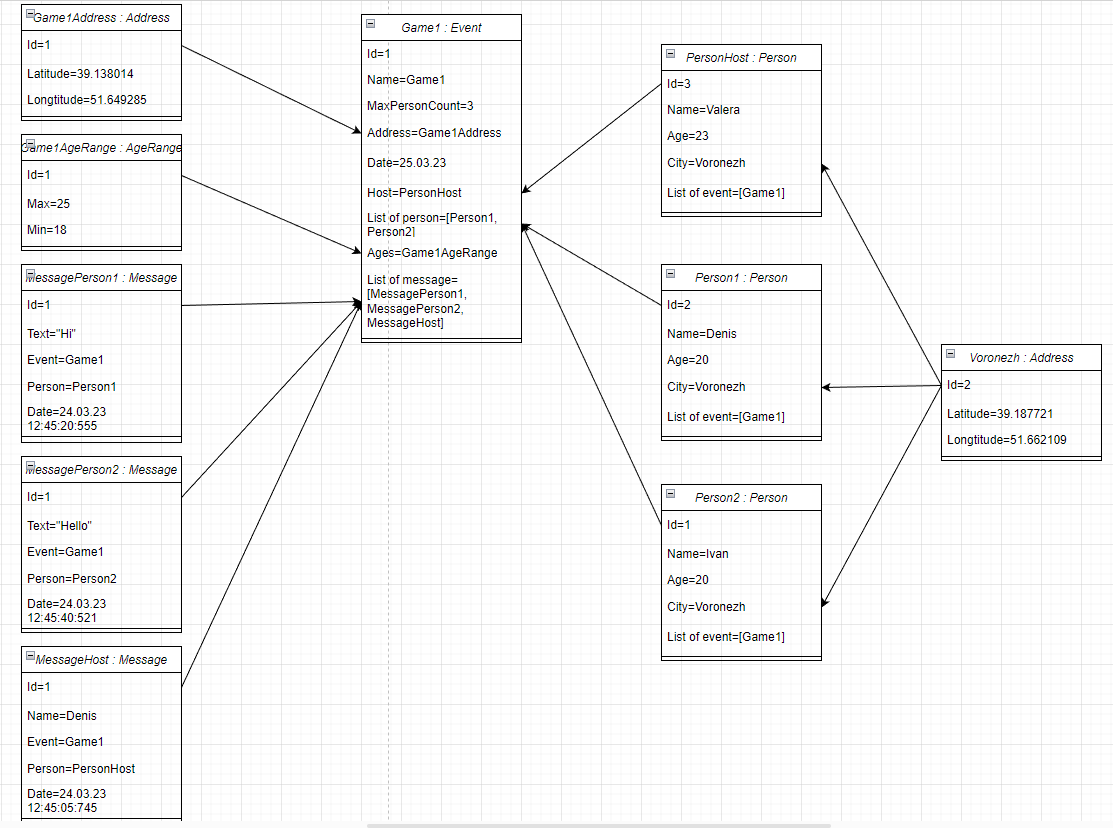 Game1Address : Address
Id=1
Latitude=39.138014
Longtitude=51.649285
Game1AgeRange : AgeRange
Id=1
Max=25
Min=18
MessagePerson1 : Message
Id=1
Text="Hi"
Event=Game1
Person=Person1
Date=24.03.23
12:45:20:555
MessagePerson2 : Message
Id=1
Text="Hello"
Event=Game1
Person=Person2
Date=24.03.23
12:45:40:521
MessageHost : Message
Id=1
Name=Denis
Event=Game1
Person=PersonHost
Date=24.03.23
12:45:05:745
Game1 : Event
Id=1
Name=Game1
MaxPersonCount=3
Address=Game1Address
Date=25.03.23
Host=PersonHost
List of person=[Person1,
Person2]
Ages=Game1AgeRange
List of message=
[MessagePerson1,
MessagePerson2,
MessageHost]
PersonHost : Person
Id=3
Name=Valera
Age=23
City=Voronezh
List of event=[Game1]
Person1 : Person
Id=2
Name=Denis
Age=20
City=Voronezh
List of event=[Game1]
Person2 : Person
Id=1
Name=Ivan
Age=20
City=Voronezh
List of event=[Game1]
Voronezh : Address
Id=2
Latitude=39.187721
Longtitude=51.662109